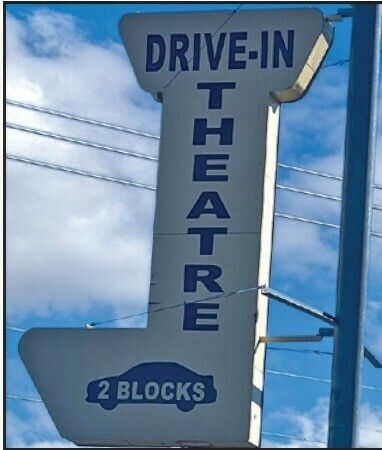 DRIVE-IN
THEATRE
2 BLOCKS